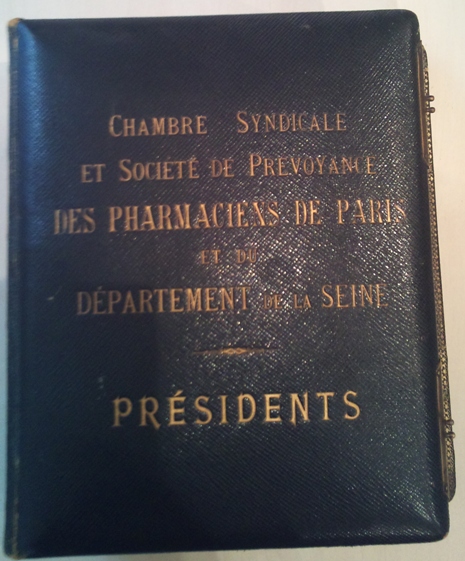 CHAMBRE SYNDICALE
ET SOCIÉTÉ DE PRÉVOYANCE
DES PHARMACIENS DE PARIS
ET DU
DÉPARTEMENT DE LA SEINE
PRÉSIDENTS